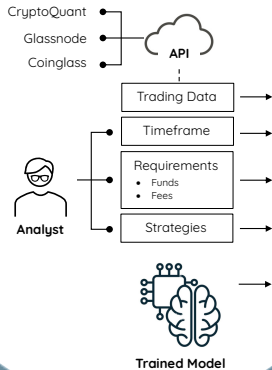 CryptoQuant
Glassnode
Coinglass
API
Trading Data
Timeframe
Requirements
• Funds
• Fees
Strategies
Analyst
Trained Model